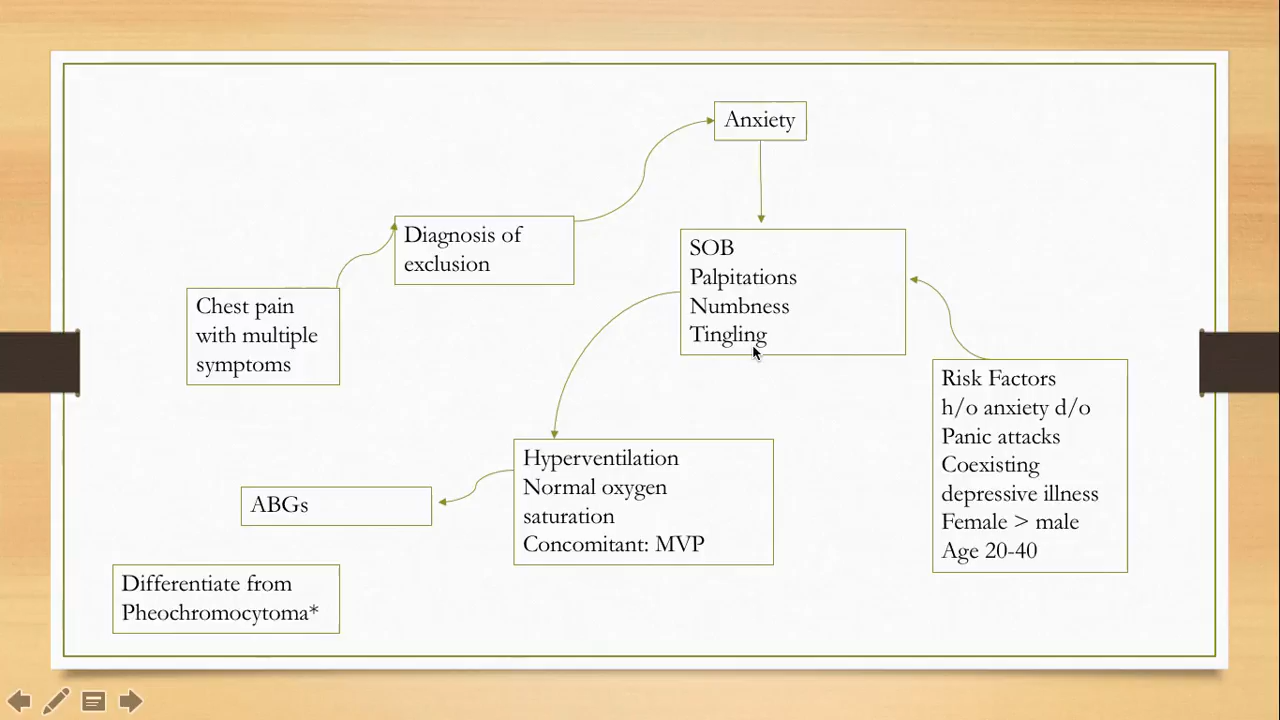 Anxiety
Diagnosis of
exclusion
SOB
Palpitations
Numbness
Tingling
Chest pain
with multiple
symptoms
Risk Factors
h/o anxiety d/o
Panic attacks
Coexisting
depressive illness
Female > male
Age 20-40
Hyperventilation
Normal oxygen
saturation
Concomitant: MVP
ABGs
Differentiate from
Pheochromocytoma*